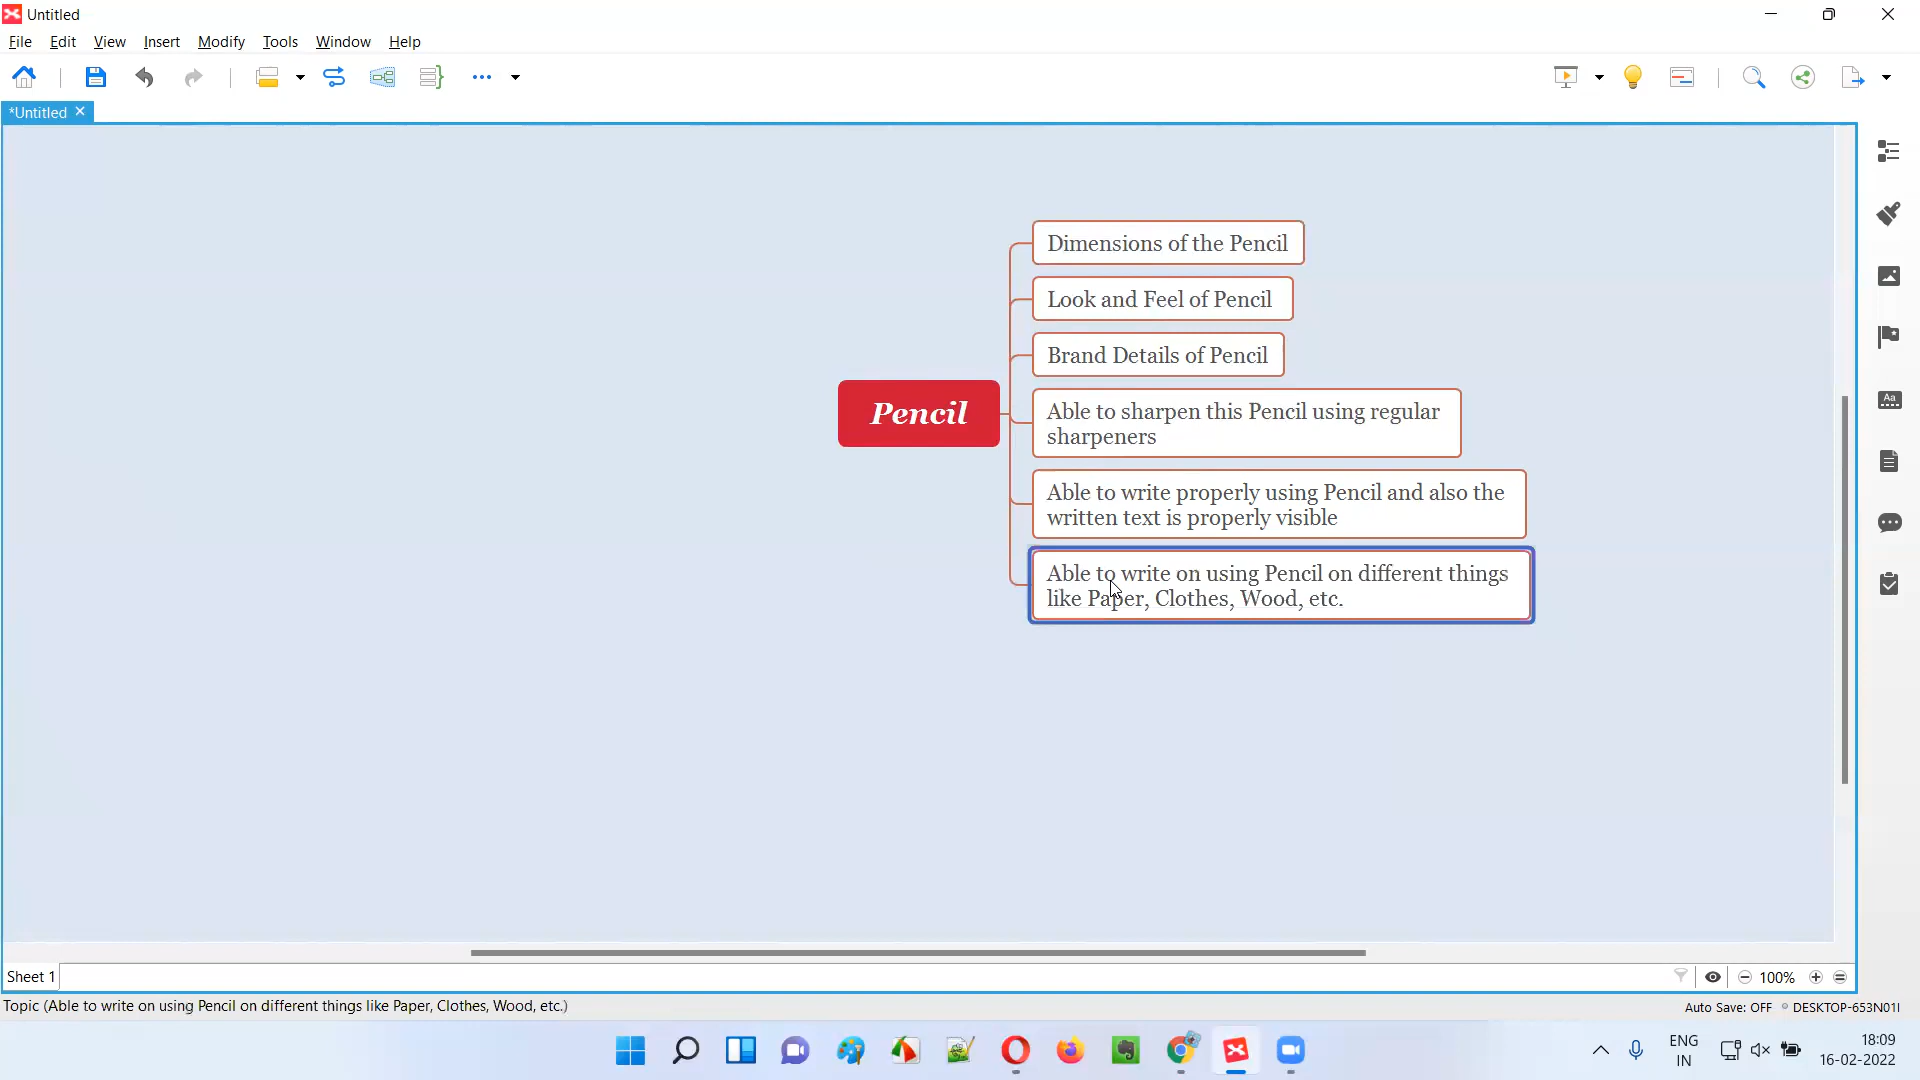 Untitled
File Edit View Insert Modify Tools Window Help
*Untitled
Dimensions of the Pencil
Look and Feel of Pencil
Brand Details of Pencil
Pencil
Able to sharpen this Pencil using regular
sharpeners
Able to write properly using Pencil and also the
written text is properly visible
Able to write on using Pencil on different things
like Paper, Clothes, Wood, etc.
Aa
Sheet 1
100%
Topic (Able to write on using Pencil on different things like Paper, Clothes, Wood, etc.)
Auto Save: OFF
DESKTOP-653N01I
ENG
IN
18:09
16-02-2022